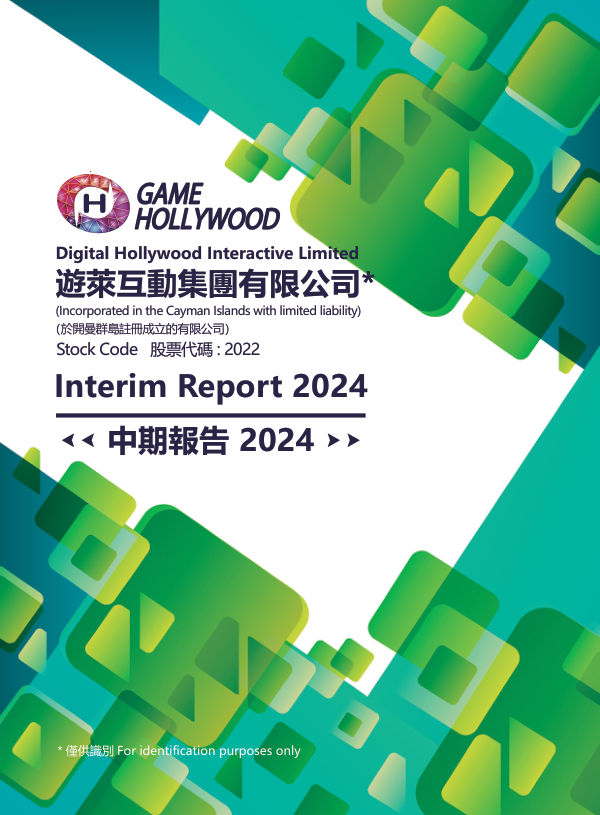 H
GAME
HOLLYWOOD
Digital Hollywood Interactive Limited
遊萊互動集團有限公司*
(Incorporated in the Cayman Islands with limited liability)
(於開曼群島註冊成立的有限公司)
Stock Code 股票代碼 : 2022
Interim Report 2024
中期報告 2024
* 僅供識別 For identification purposes only